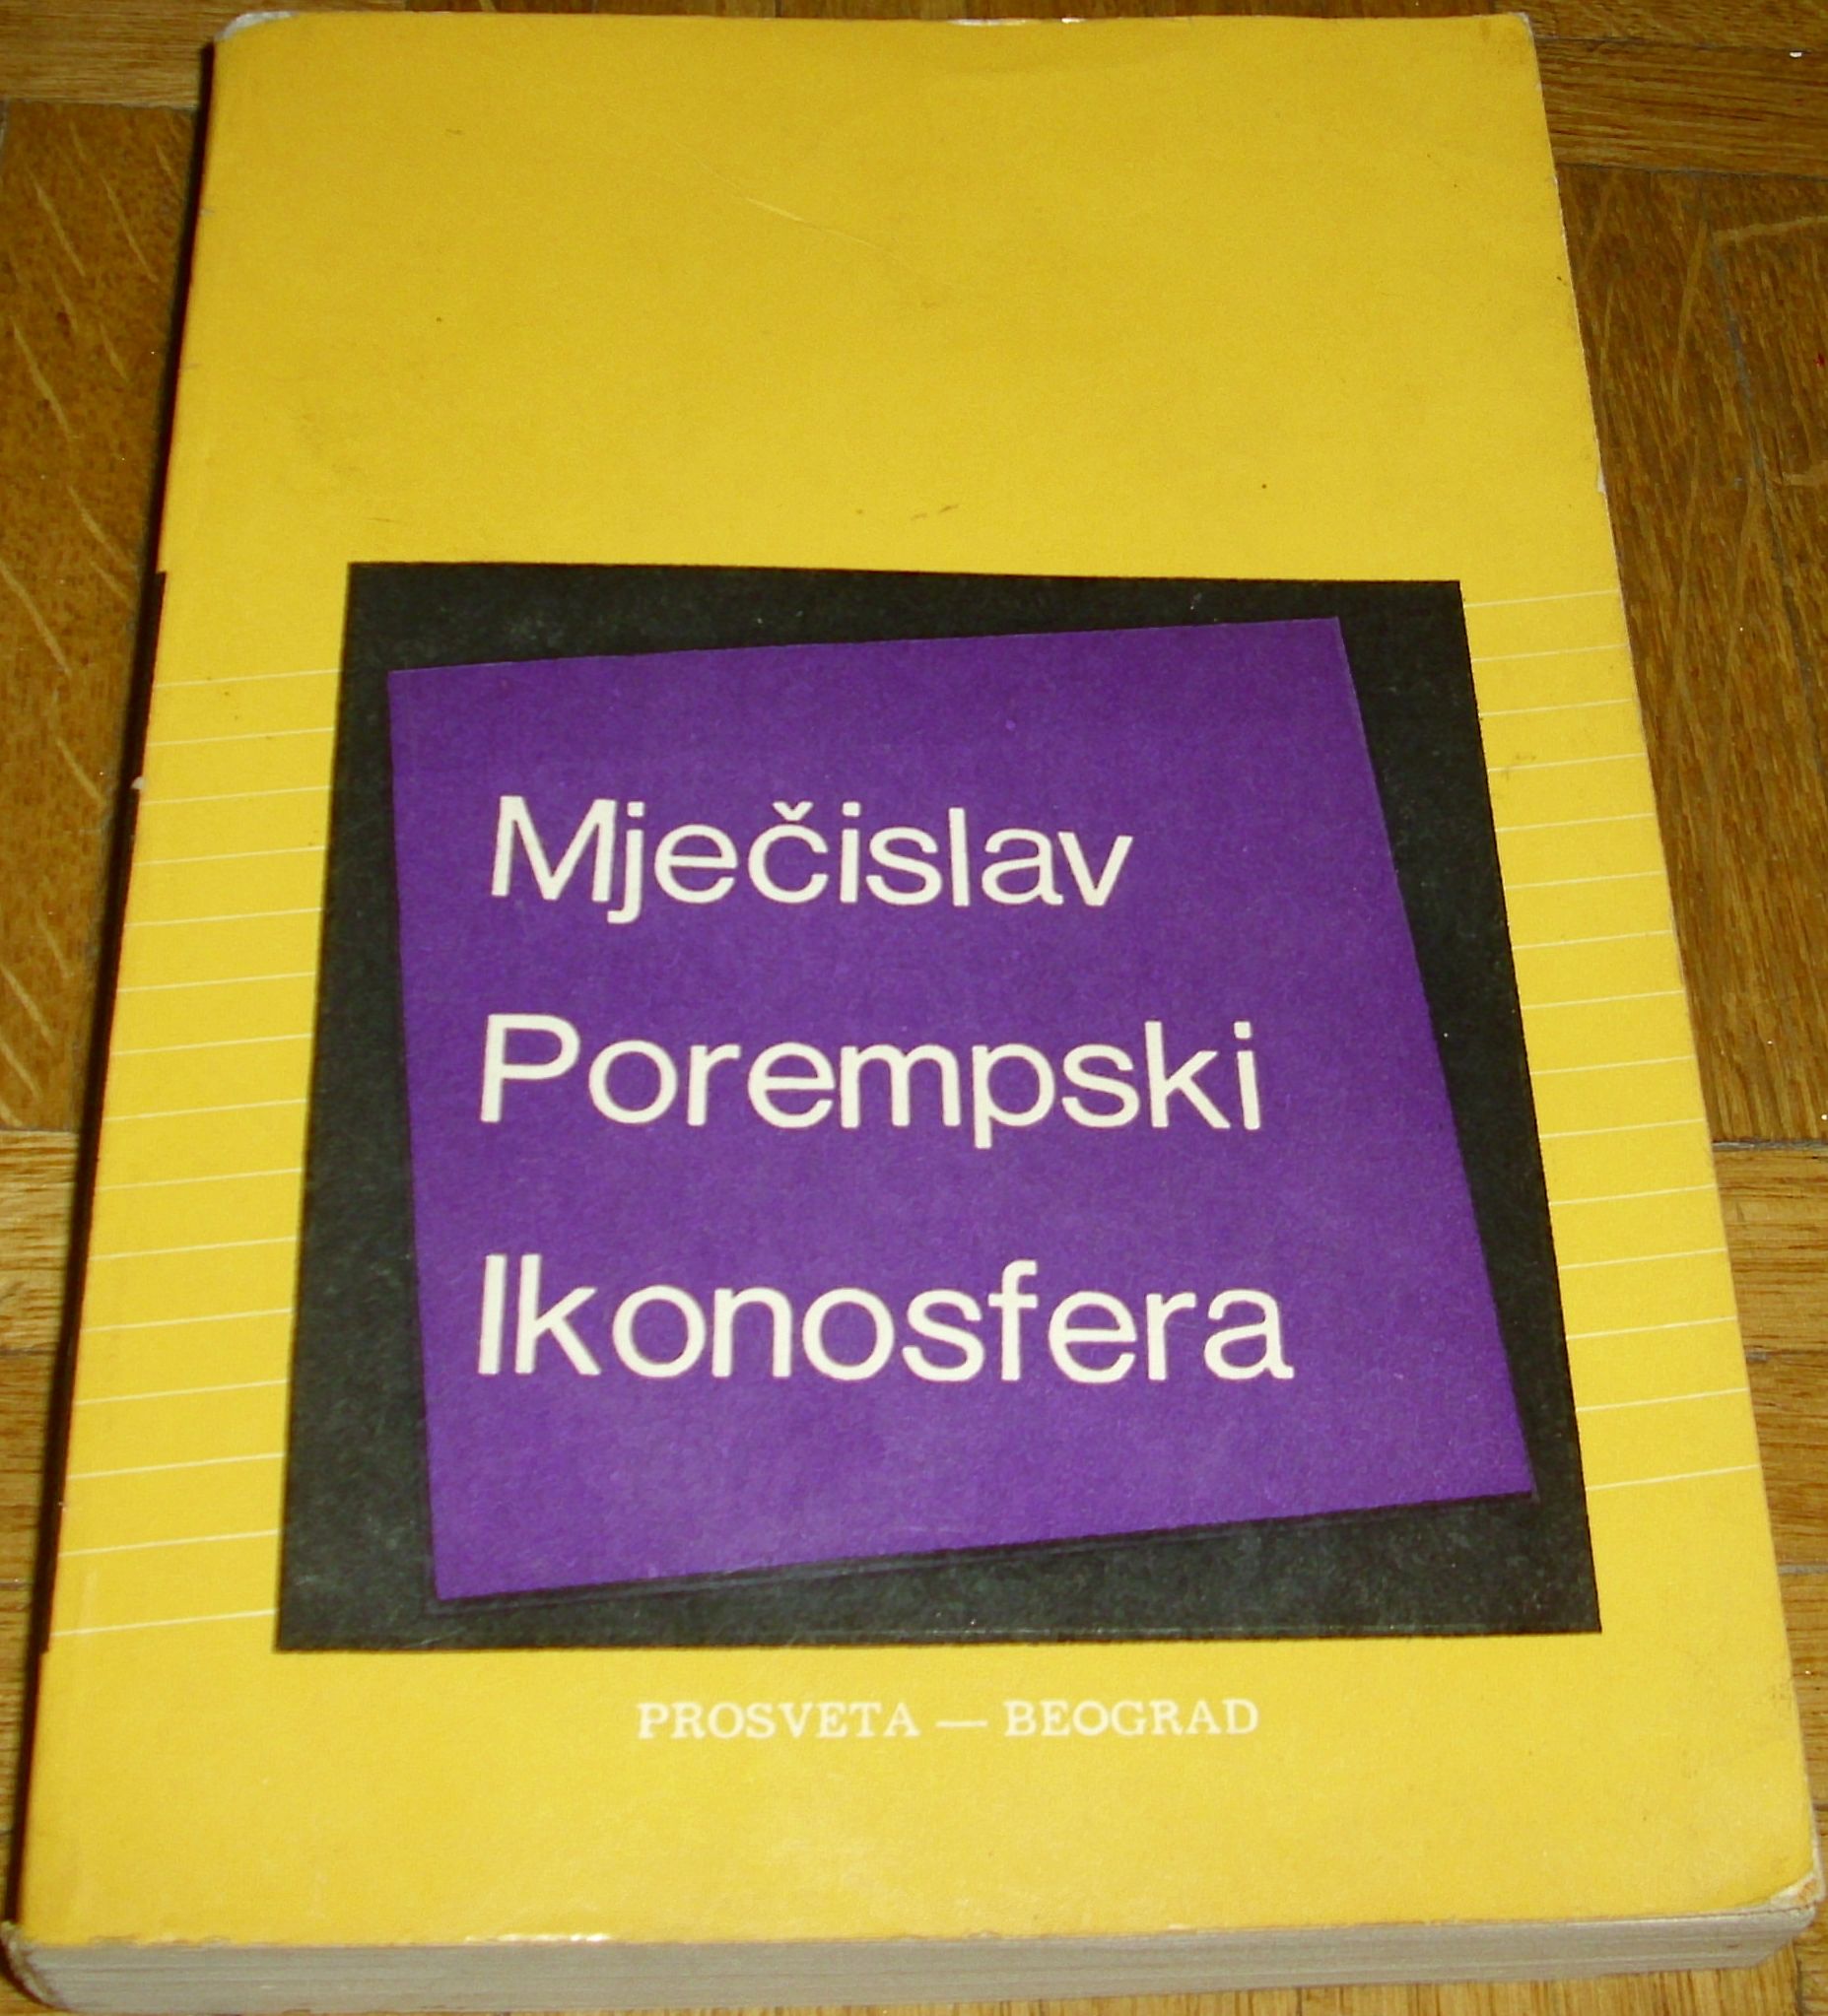 Mječislav
Porempski
Ikonosfera
PROSVETA — BEOGRAD